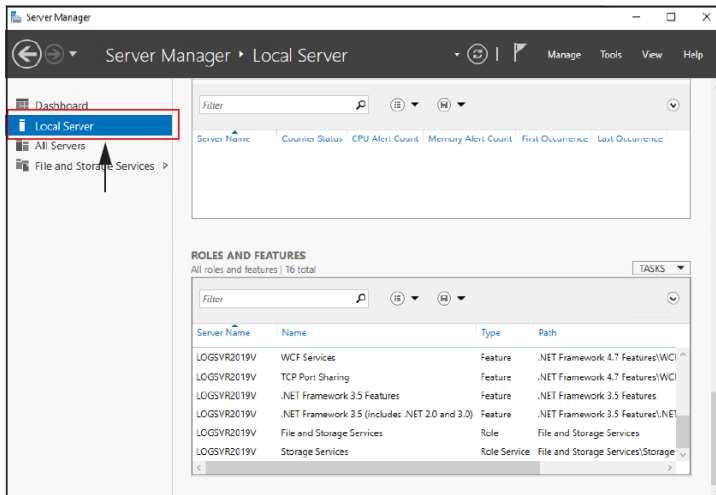 Server Manager
Server Manager • Local Server
Manage Tools View Help
Dashboard
Local Server
All Servers
File and Storage Services
Filter
Server Name Counter Status CPU Alert Count Memory Alert Count First Occurrence Last Occurrence
ROLES AND FEATURES
All roles and features | 16 total
TASKS
Filter
Server Name Name Type Path
LOGSVR2019V WCF Services Feature .NET Framework 4.7 Features\WCF
LOGSVR2019V TCP Port Sharing Feature .NET Framework 4.7 Features\WCF
LOGSVR2019V .NET Framework 3.5 Features Feature .NET Framework 3.5 Features
LOGSVR2019V .NET Framework 3.5 (includes .NET 2.0 and 3.0) Feature .NET Framework 3.5 Features\.NET
LOGSVR2019V File and Storage Services Role File and Storage Services
LOGSVR2019V Storage Services Role Service File and Storage Services\Storage